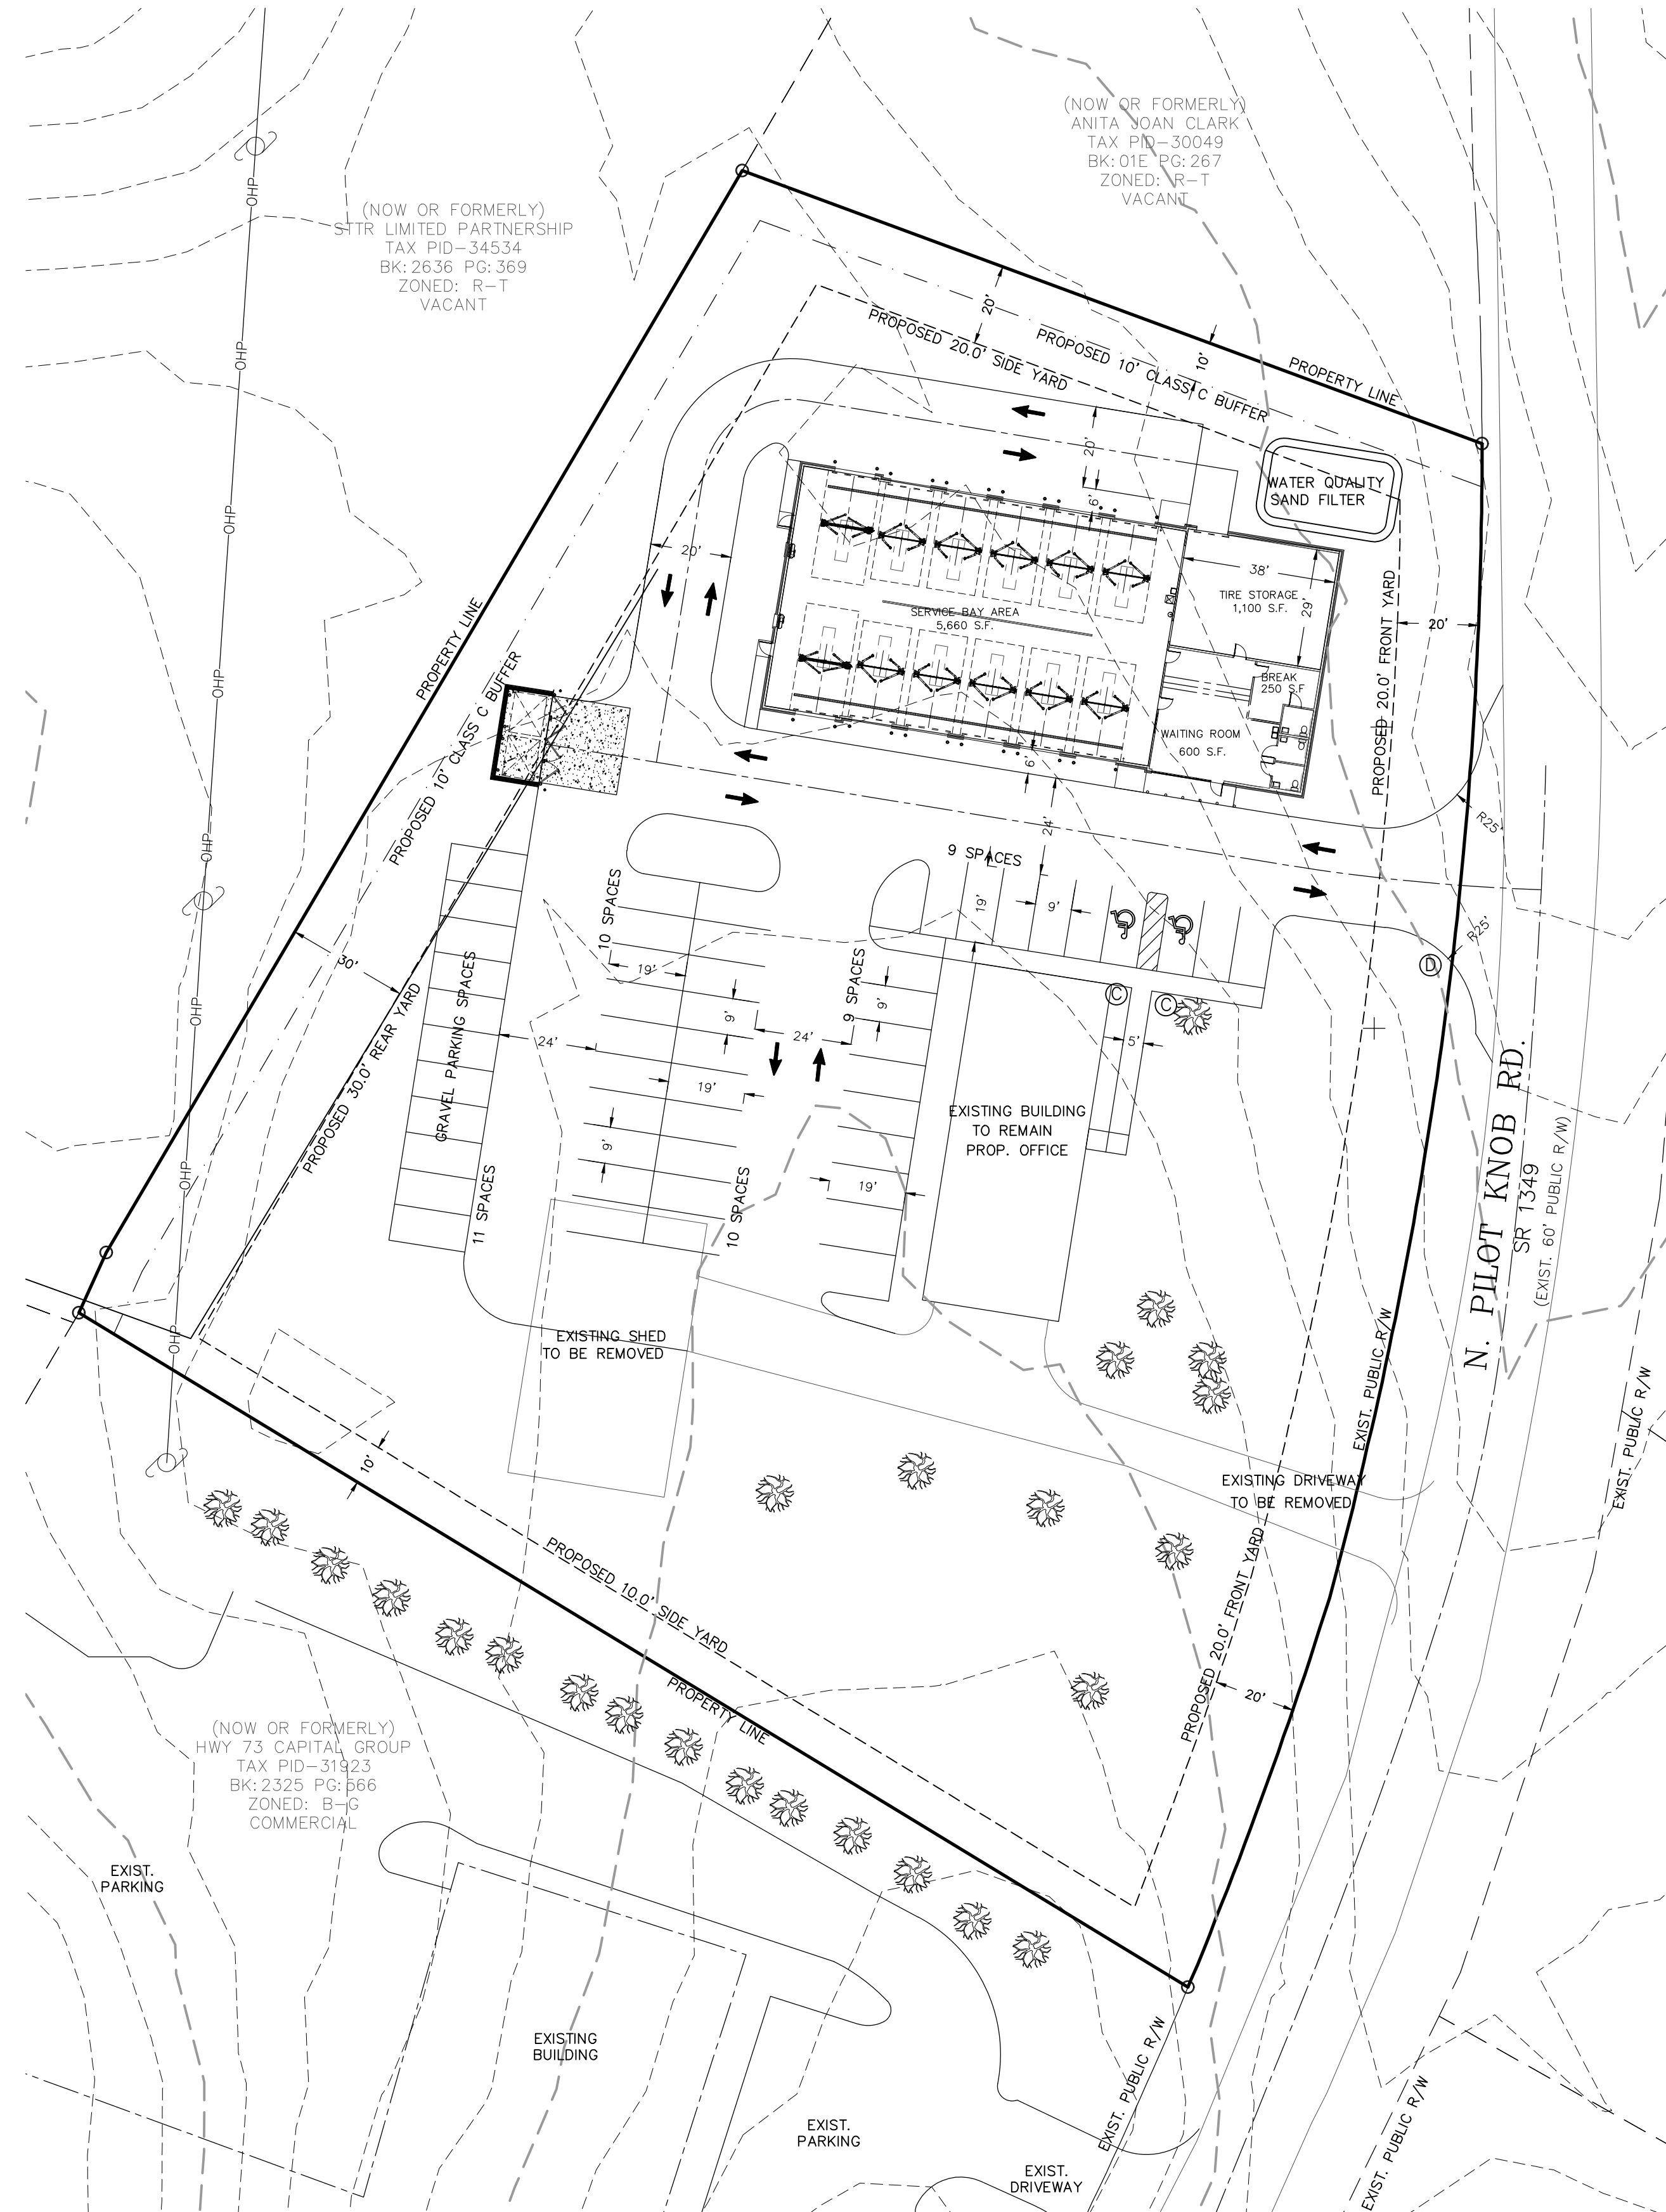 (NOW OR FORMERLY)
ANITA JOAN CLARK
TAX PID-30049
BK:01E PG:267
ZONED: R-T
VACANT
(NOW OR FORMERLY)
STTR LIMITED PARTNERSHIP
TAX PID-34534
BK:2636 PG:369
ZONED: R-T
VACANT
OHP
OHP
OHP
OHP
OHP
OHP
OHP
OHP
20'
PROPOSED 20.0' SIDE YARD
PROPOSED 10' CLASS C BUFFER
10'
PROPERTY LINE
20'
6'
WATER QUALITY
SAND FILTER
20'
38'
TIRE STORAGE
1,100 S.F.
29'
SERVICE BAY AREA
5,660 S.F.
BREAK
250 S.F
WAITING ROOM
600 S.F.
6'
24'
PROPOSED 20.0' FRONT YARD
20'
R25'
R25'
PROPERTY LINE
PROPOSED 10' CLASS C BUFFER
30'
PROPOSED 30.0' REAR YARD
GRAVEL PARKING SPACES
11 SPACES
10 SPACES
19'
9'
24'
19'
9'
10 SPACES
24'
9 SPACES
9'
19'
9 SPACES
19'
9'
C
C
D
5'
EXISTING BUILDING
TO REMAIN
PROP. OFFICE
N. PILOT KNOB RD.
SR 1349
(EXIST. 60' PUBLIC R/W)
EXISTING SHED
TO BE REMOVED
EXIST. PUBLIC R/W
EXIST. PUBLIC R/W
EXISTING DRIVEWAY
TO BE REMOVED
10'
PROPOSED 10.0' SIDE YARD
PROPERTY LINE
PROPOSED 20.0' FRONT YARD
20'
(NOW OR FORMERLY)
HWY 73 CAPITAL GROUP
TAX PID-31923
BK:2325 PG:566
ZONED: B-G
COMMERCIAL
EXIST.
PARKING
EXISTING
BUILDING
EXIST.
PARKING
EXIST.
DRIVEWAY
EXIST. PUBLIC R/W
EXIST. PUBLIC R/W